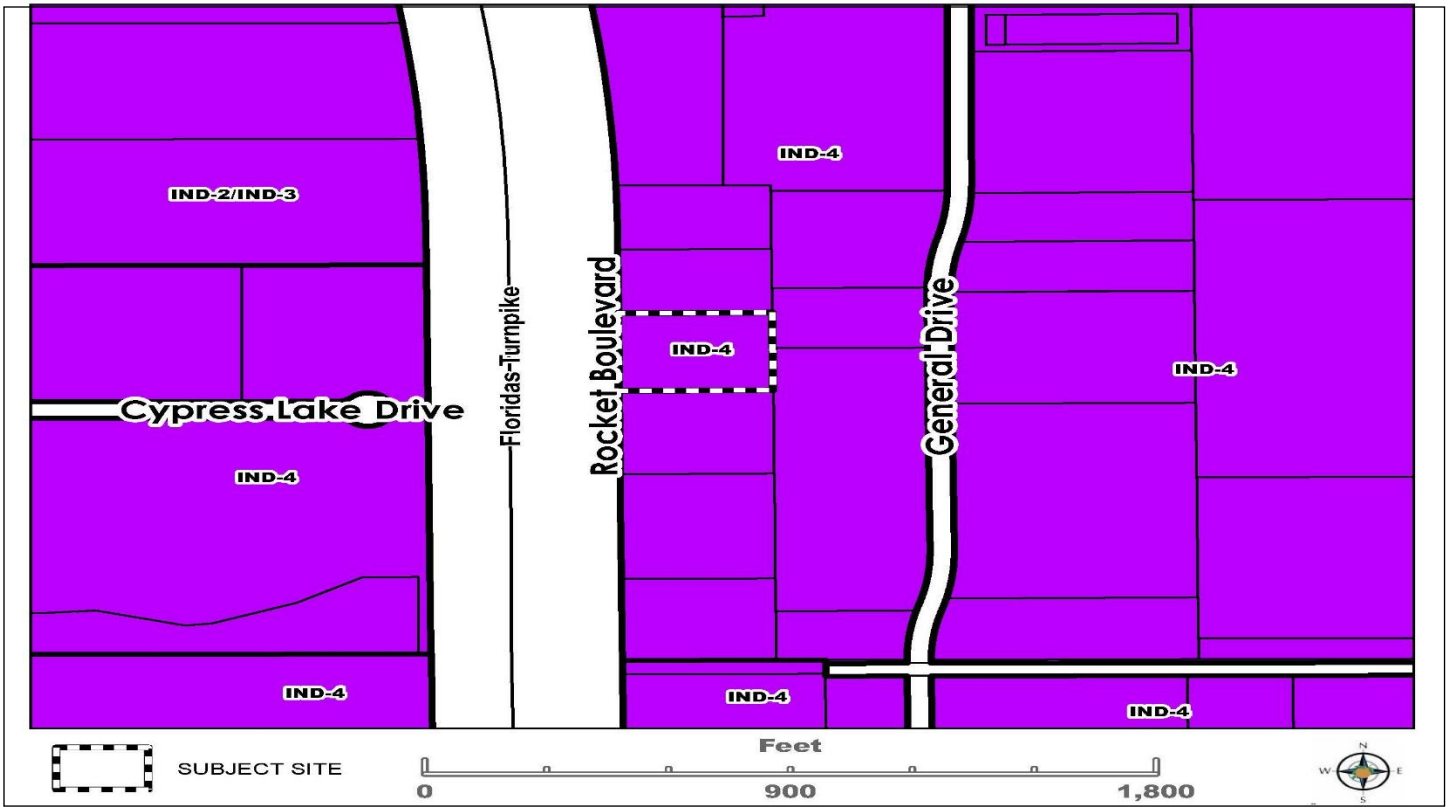 IND-4
IND-2/IND-3
Rocket Boulevard
Floridas-Turnpike
General Drive
IND-4
IND-4
Cypress Lake Drive
IND-4
IND-4
IND-4
IND-4
SUBJECT SITE
Feet
0 900 1,800
N
W E
S